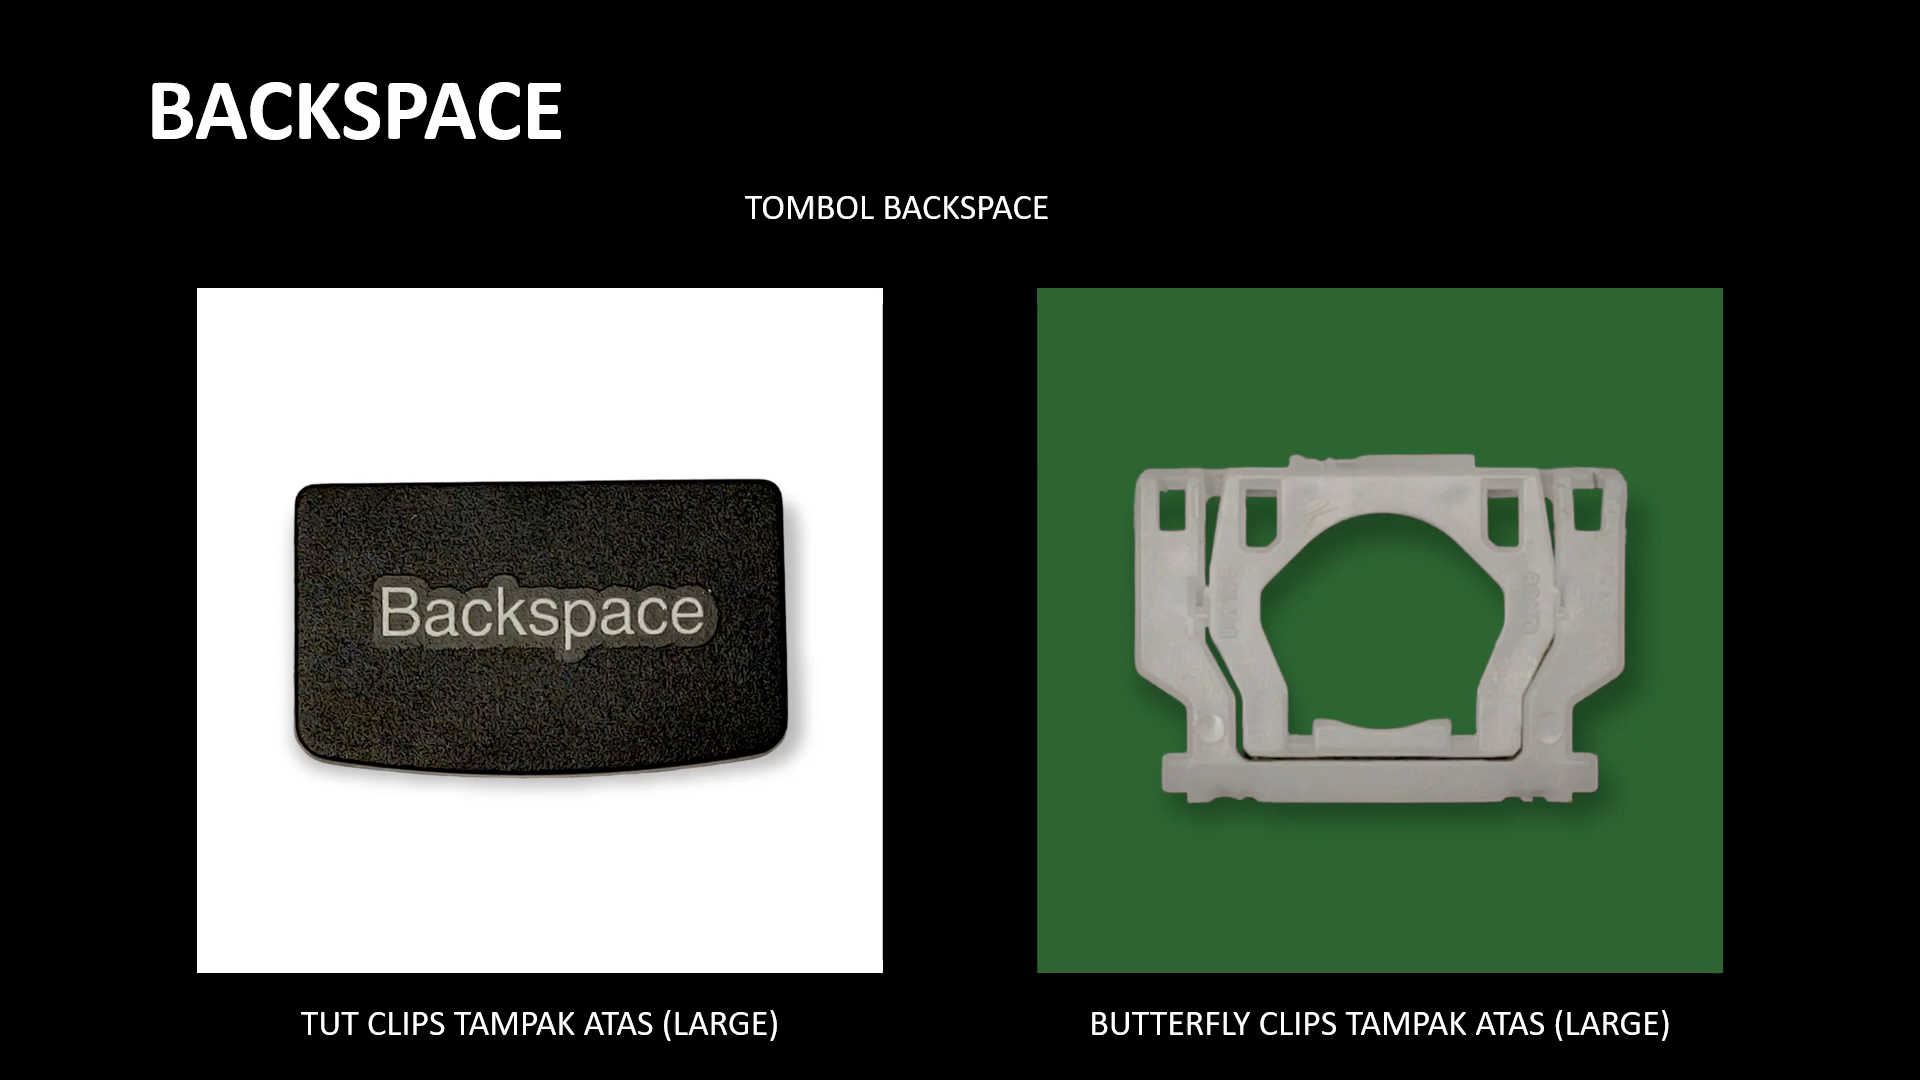 BACKSPACE
TOMBOL BACKSPACE
Backspace
TUT CLIPS TAMPAK ATAS (LARGE)
BUTTERFLY CLIPS TAMPAK ATAS (LARGE)